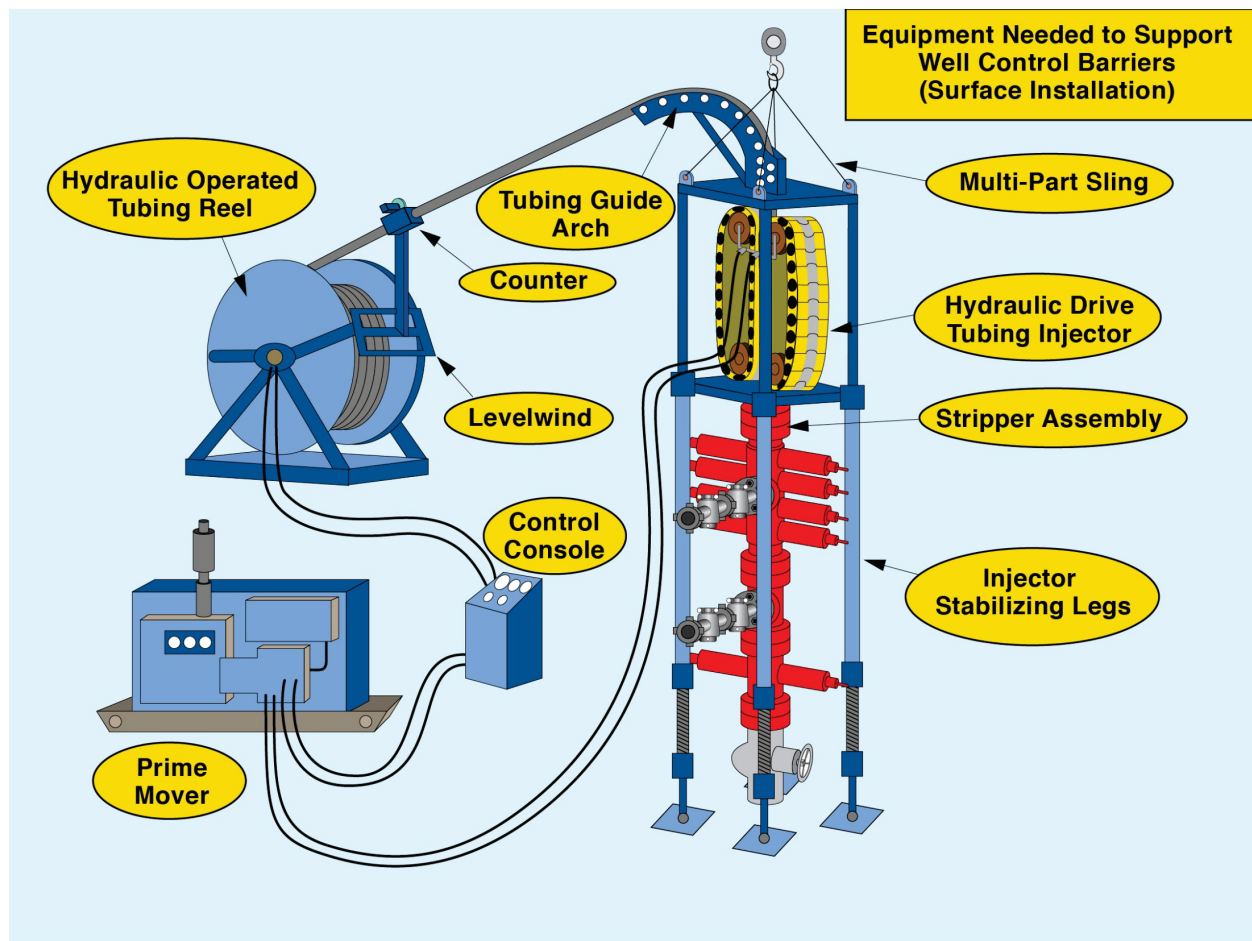 Equipment Needed to Support
Well Control Barriers
(Surface Installation)
Hydraulic Operated
Tubing Reel
Tubing Guide
Arch
Multi-Part Sling
Counter
Hydraulic Drive
Tubing Injector
Levelwind
Stripper Assembly
Control
Console
Injector
Stabilizing Legs
Prime
Mover